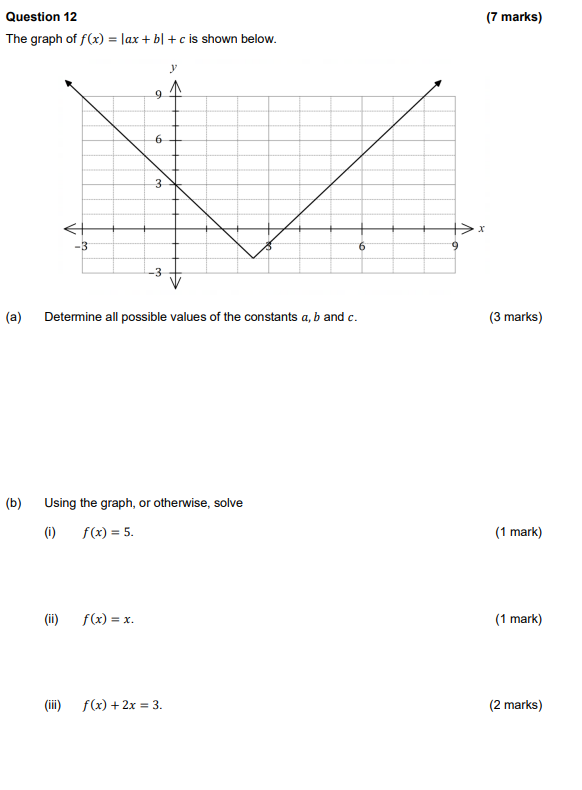 Question 12 (7 marks)
The graph of f(x) = |ax + b| + c is shown below.
y
9
6
3
-3 3 6 9 x
-3
(a) Determine all possible values of the constants a, b and c. (3 marks)
(b) Using the graph, or otherwise, solve
(i) f(x) = 5. (1 mark)
(ii) f(x) = x. (1 mark)
(iii) f(x) + 2x = 3. (2 marks)